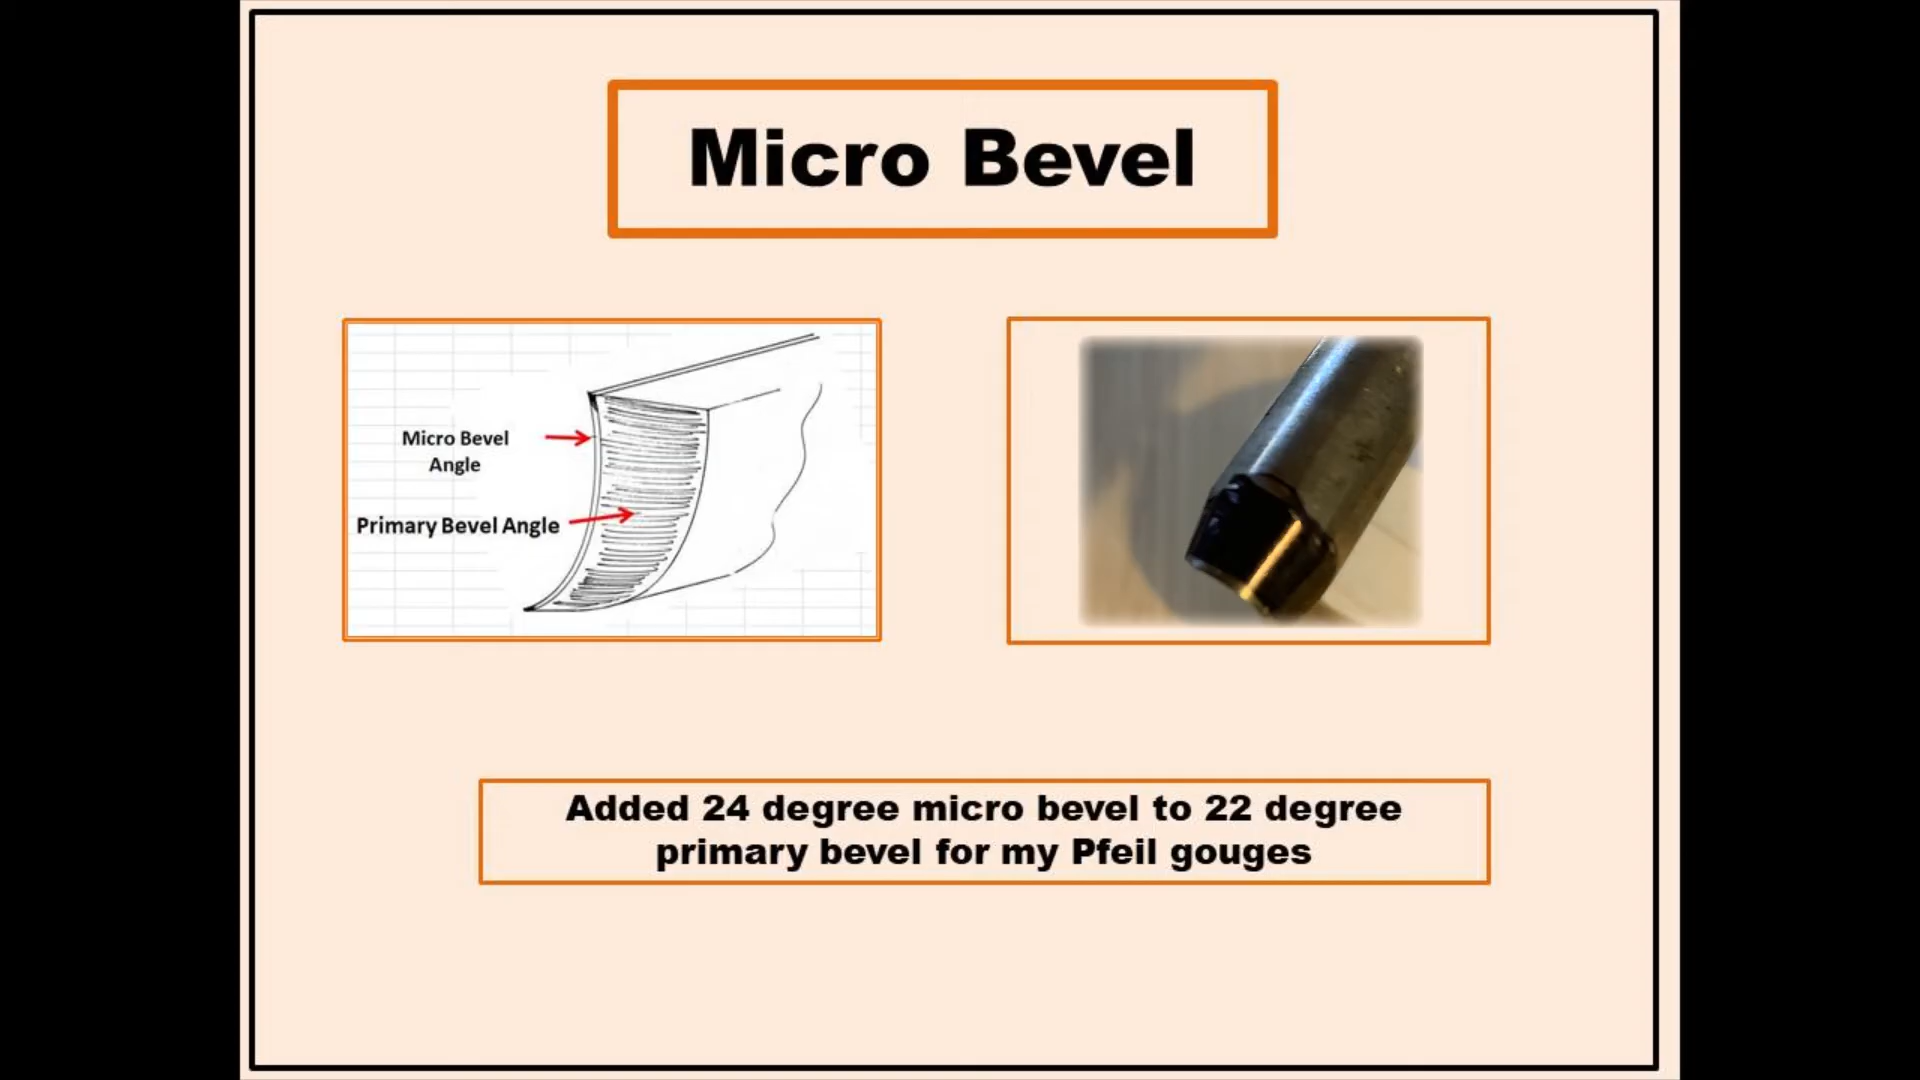 Micro Bevel
Micro Bevel
Angle
Primary Bevel Angle
Added 24 degree micro bevel to 22 degree
primary bevel for my Pfeil gouges